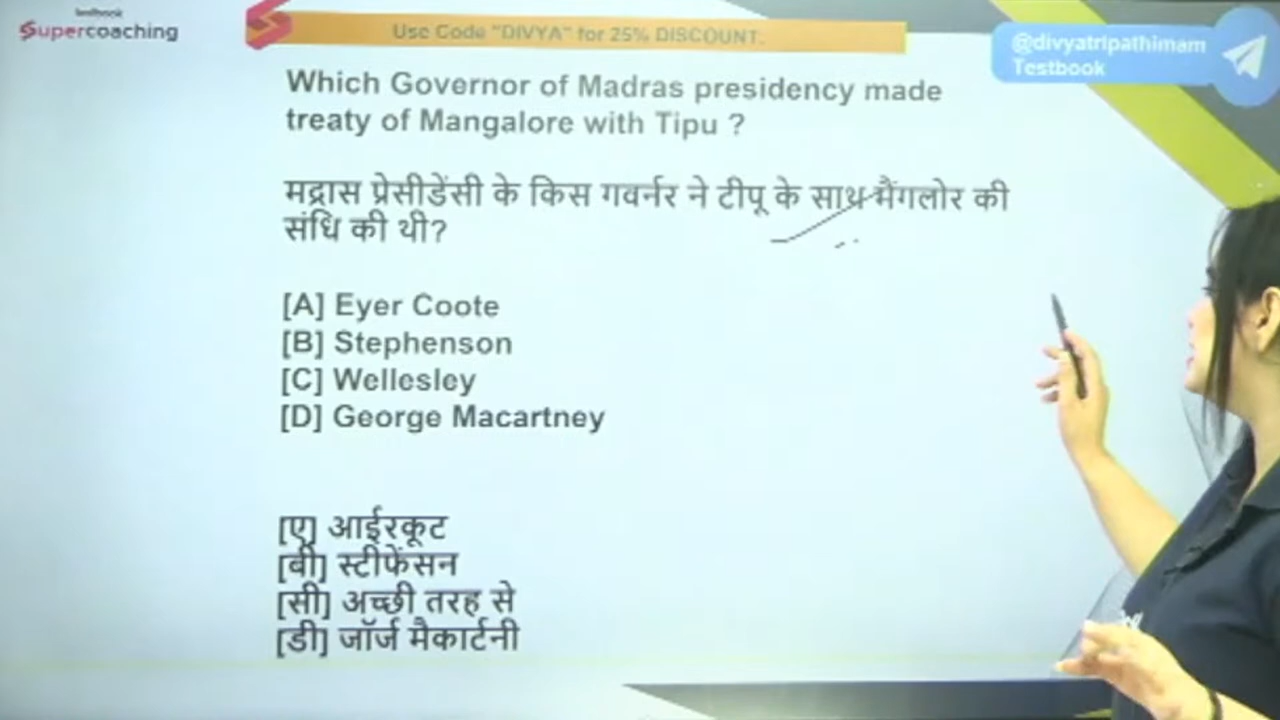 testbook
Supercoaching
Use Code "DIVYA" for 25% DISCOUNT.
@divyatripathimam
Testbook
Which Governor of Madras presidency made
treaty of Mangalore with Tipu ?
मद्रास प्रेसीडेंसी के किस गवर्नर ने टीपू के साथ मैंगलोर की
संधि की थी?
[A] Eyer Coote
[B] Stephenson
[C] Wellesley
[D] George Macartney
[ए] आईरकूट
[बी] स्टीफेंसन
[सी] अच्छी तरह से
[डी] जॉर्ज मैकार्टनी